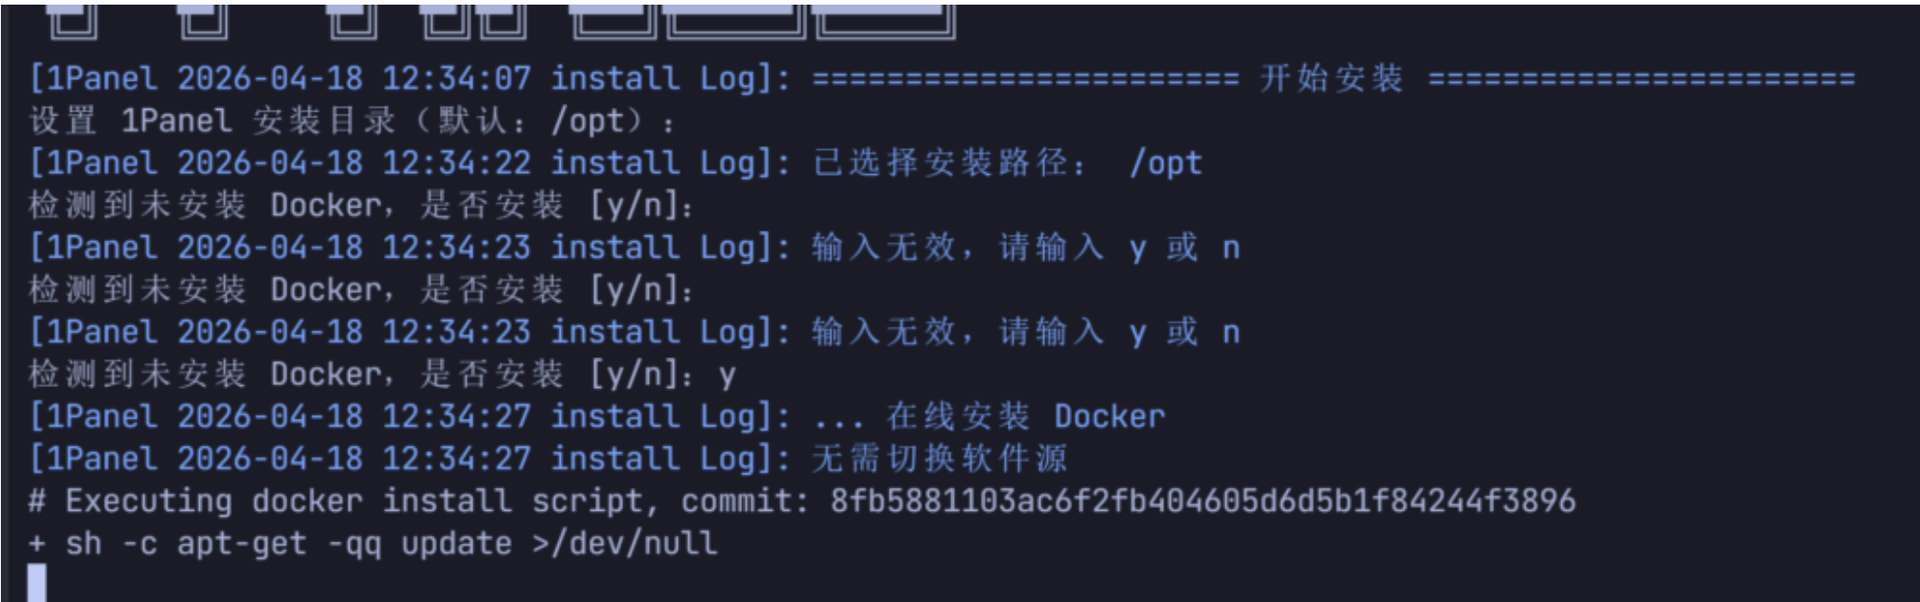 [1Panel 2026-04-18 12:34:07 install Log]: ======================= 开始安装 =======================
设置 1Panel 安装目录（默认: /opt）:
[1Panel 2026-04-18 12:34:22 install Log]: 已选择安装路径: /opt
检测到未安装 Docker，是否安装 [y/n]:
[1Panel 2026-04-18 12:34:23 install Log]: 输入无效，请输入 y 或 n
检测到未安装 Docker，是否安装 [y/n]:
[1Panel 2026-04-18 12:34:23 install Log]: 输入无效，请输入 y 或 n
检测到未安装 Docker，是否安装 [y/n]: y
[1Panel 2026-04-18 12:34:27 install Log]: ... 在线安装 Docker
[1Panel 2026-04-18 12:34:27 install Log]: 无需切换软件源
# Executing docker install script, commit: 8fb5881103ac6f2fb404605d6d5b1f84244f3896
+ sh -c apt-get -qq update >/dev/null